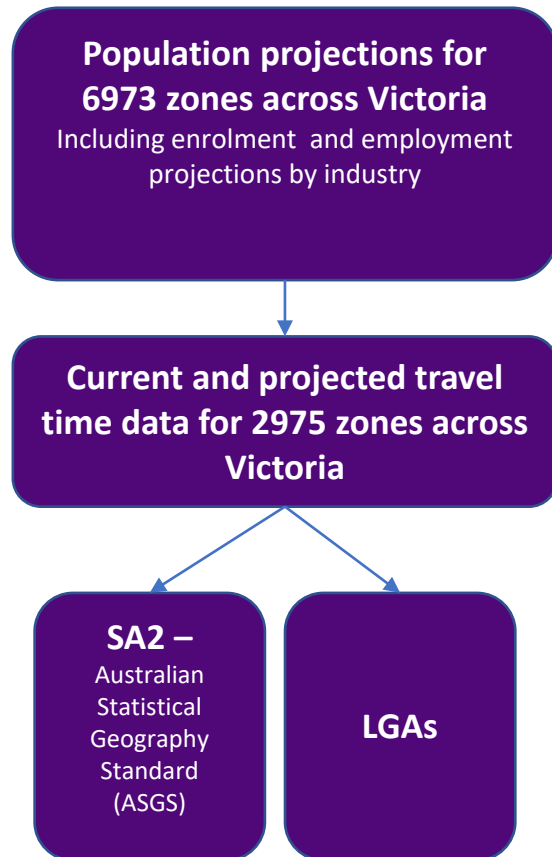 Population projections for
6973 zones across Victoria
Including enrolment and employment
projections by industry
Current and projected travel
time data for 2975 zones across
Victoria
SA2 –
Australian
Statistical
Geography
Standard
(ASGS)
LGAs